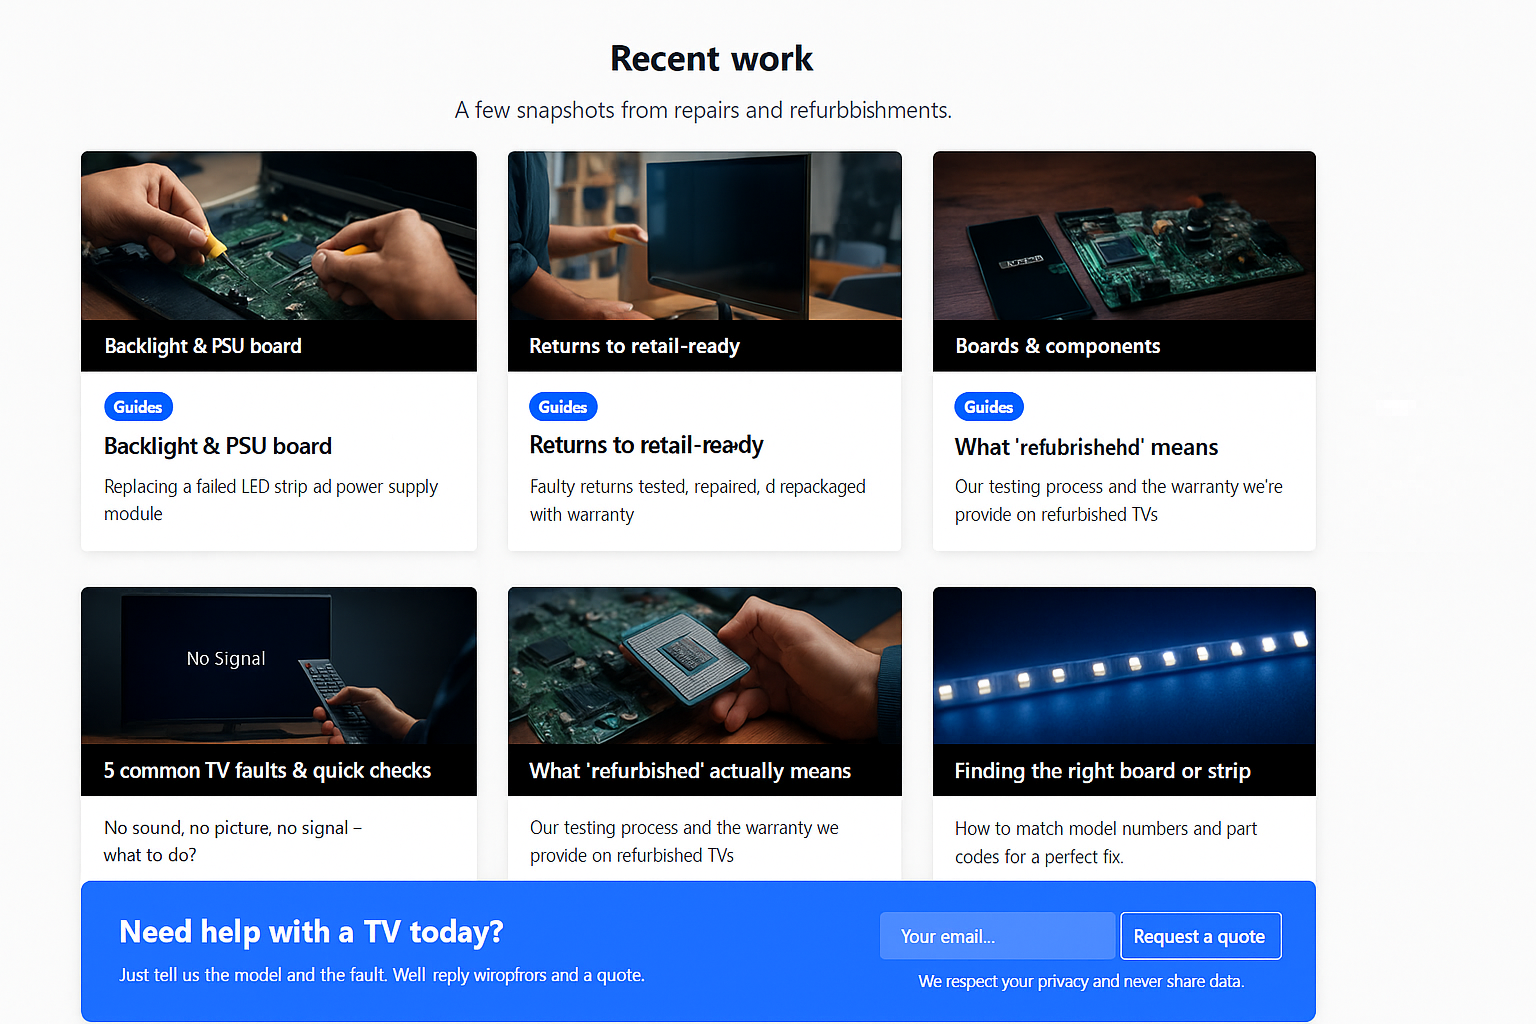 Recent work
A few snapshots from repairs and refurbbishments.
Backlight & PSU board
Returns to retail-ready
Boards & components
Guides
Backlight & PSU board
Replacing a failed LED strip ad power supply
module
Guides
Returns to retail-ready
Faulty returns tested, repaired, d repackaged
with warranty
Guides
What 'refubrishehd' means
Our testing process and the warranty we're
provide on refurbished TVs
No Signal
5 common TV faults & quick checks
No sound, no picture, no signal –
what to do?
What 'refurbished' actually means
Our testing process and the warranty we
provide on refurbished TVs
Finding the right board or strip
How to match model numbers and part
codes for a perfect fix.
Need help with a TV today?
Just tell us the model and the fault. Well reply wiropfrors and a quote.
Your email...
Request a quote
We respect your privacy and never share data.